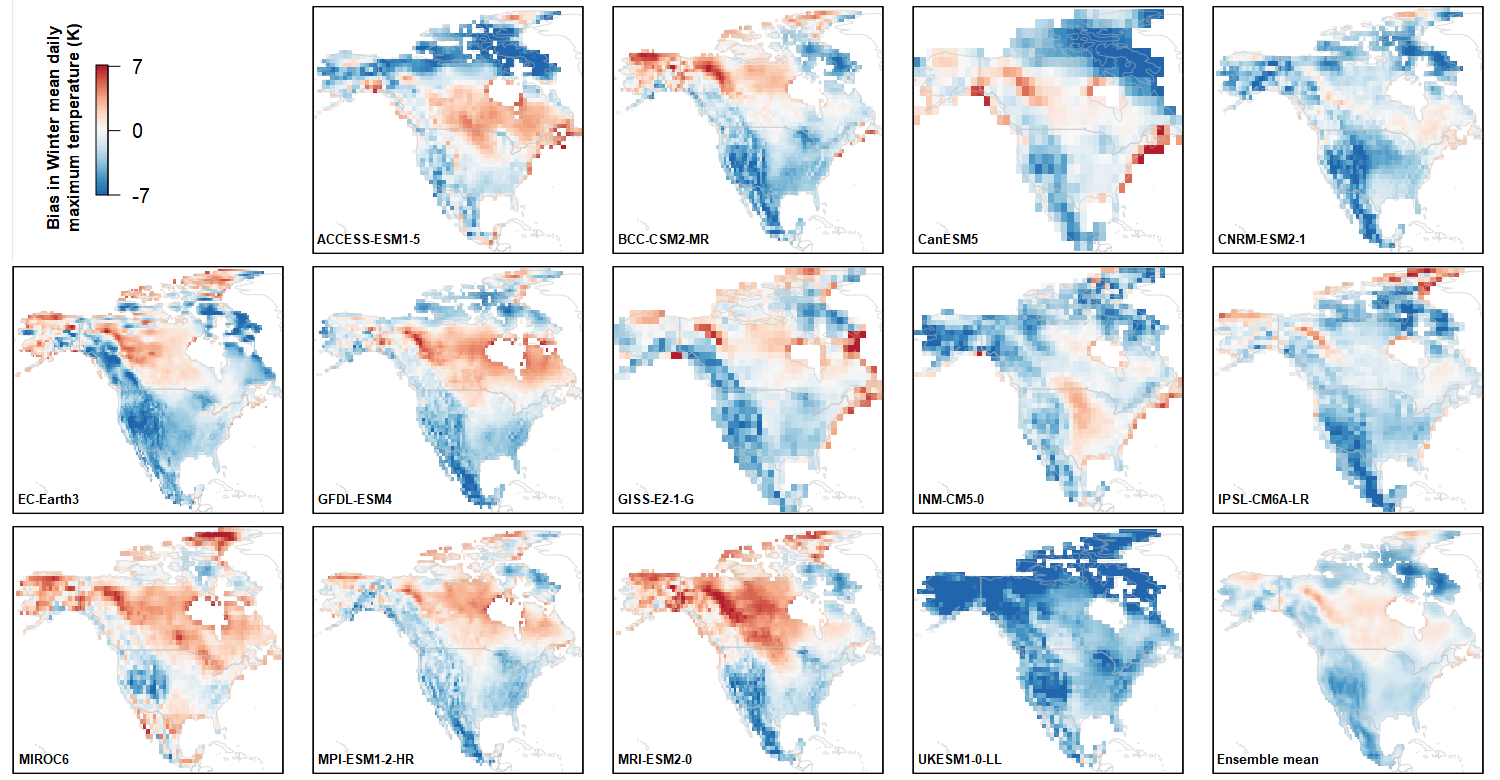 Bias in Winter mean daily
maximum temperature (K)
7
0
-7
ACCESS-ESM1-5
BCC-CSM2-MR
CanESM5
CNRM-ESM2-1
EC-Earth3
GFDL-ESM4
GISS-E2-1-G
INM-CM5-0
IPSL-CM6A-LR
MIROC6
MPI-ESM1-2-HR
MRI-ESM2-0
UKESM1-0-LL
Ensemble mean